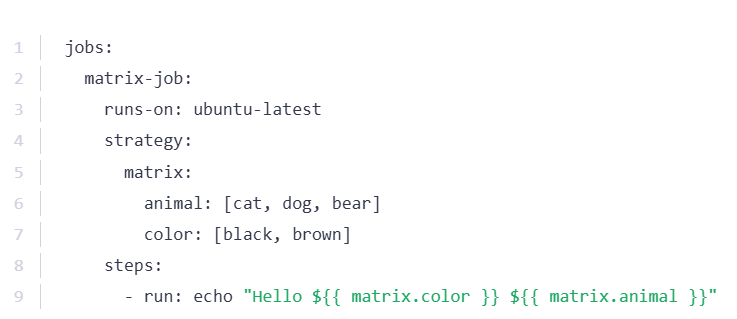 1 jobs:
2 matrix-job:
3 runs-on: ubuntu-latest
4 strategy:
5 matrix:
6 animal: [cat, dog, bear]
7 color: [black, brown]
8 steps:
9 - run: echo "Hello ${{ matrix.color }} ${{ matrix.animal }}"